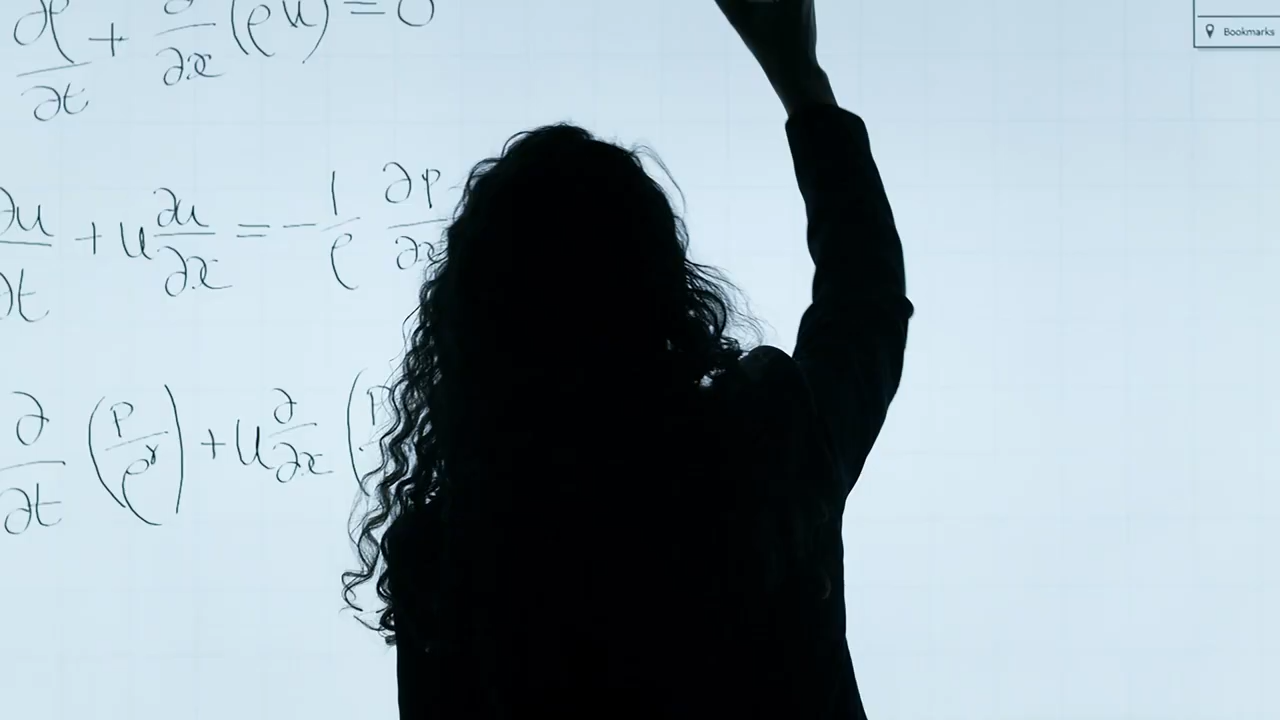 ∂ρ/∂t + ∂/∂x (ρu) = 0
Bookmarks
∂u/∂t + u ∂u/∂x = - 1/ρ ∂p/∂x
∂/∂t (p/ρ^γ) + u ∂/∂x (p